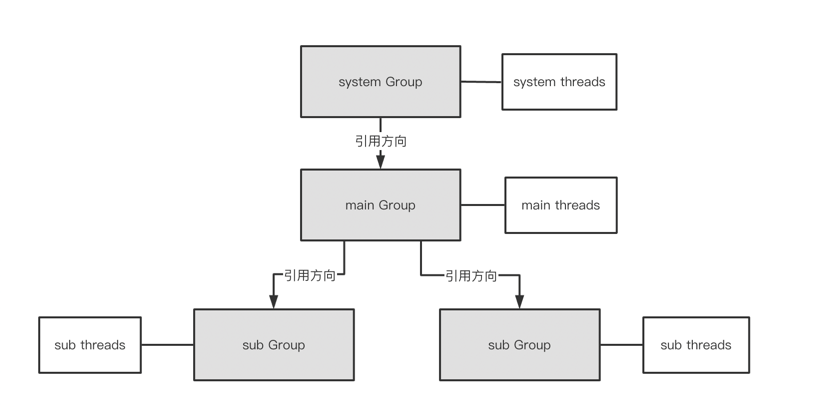 system Group
system threads
引用方向
main Group
main threads
引用方向
引用方向
sub threads
sub Group
sub Group
sub threads